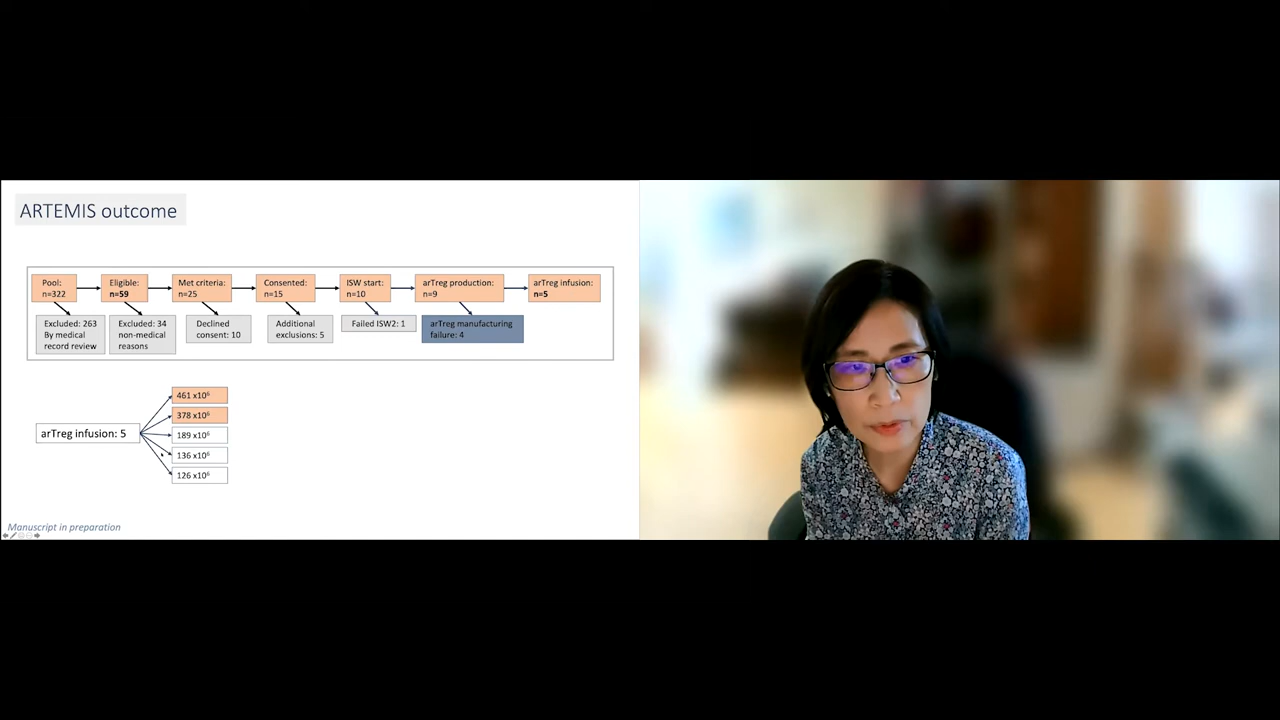 ARTEMIS outcome
Pool:
n=322
Eligible:
n=59
Met criteria:
n=25
Consented:
n=15
ISW start:
n=10
arTreg production:
n=9
arTreg infusion:
n=5
Excluded: 263
By medical
record review
Excluded: 34
non-medical
reasons
Declined
consent: 10
Additional
exclusions: 5
Failed ISW2: 1
arTreg manufacturing
failure: 4
arTreg infusion: 5
461 x10⁶
378 x10⁶
189 x10⁶
136 x10⁶
126 x10⁶
Manuscript in preparation